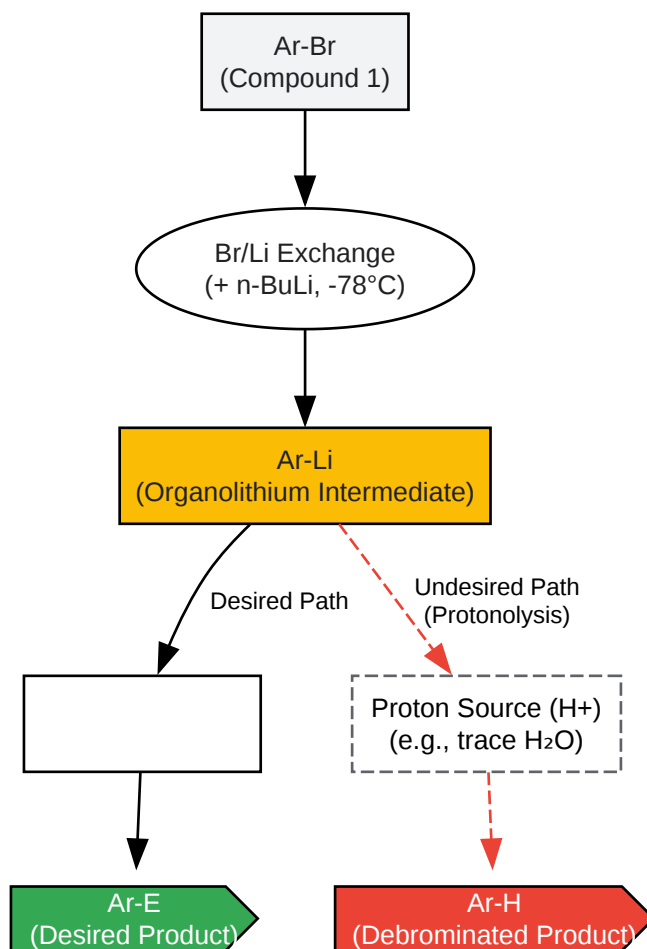 Ar-Br
(Compound 1)
Br/Li Exchange
(+ n-BuLi, -78°C)
Ar-Li
(Organolithium Intermediate)
Desired Path
Undesired Path
(Protonolysis)
Proton Source (H+)
(e.g., trace H₂O)
Ar-E
(Desired Product)
Ar-H
(Debrominated Product)